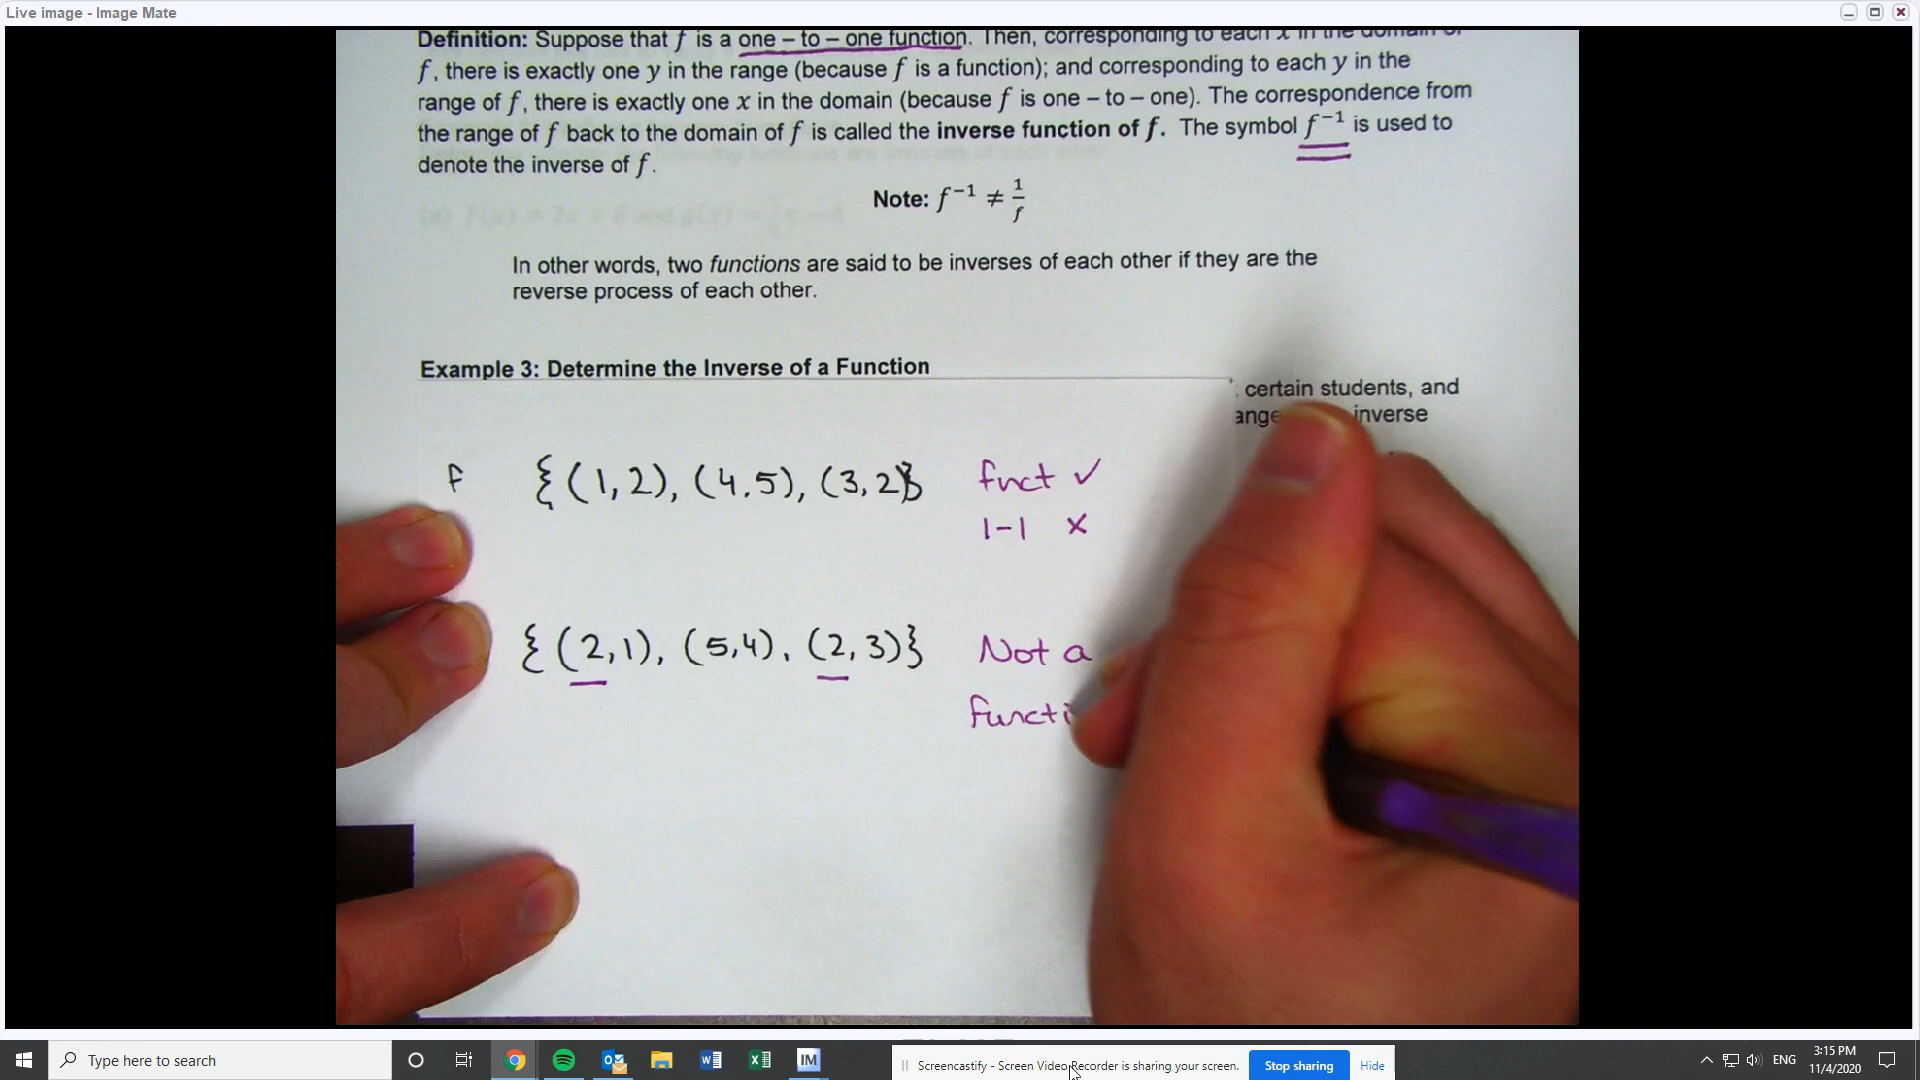 Live image - Image Mate
Definition: Suppose that f is a one – to – one function. Then, corresponding to each x in the domain of
f, there is exactly one y in the range (because f is a function); and corresponding to each y in the
range of f, there is exactly one x in the domain (because f is one – to – one). The correspondence from
the range of f back to the domain of f is called the inverse function of f. The symbol f⁻¹ is used to
denote the inverse of f.
Note: f⁻¹ ≠ 1/f
In other words, two functions are said to be inverses of each other if they are the
reverse process of each other.
Example 3: Determine the Inverse of a Function
certain students, and
inverse
f {(1,2), (4,5), (3,2)} fnct ✓
1-1 ×
{(2,1), (5,4), (2,3)} Not a
functi
Type here to search
Screencastify - Screen Video Recorder is sharing your screen. Stop sharing Hide
ENG
3:15 PM
11/4/2020
IM